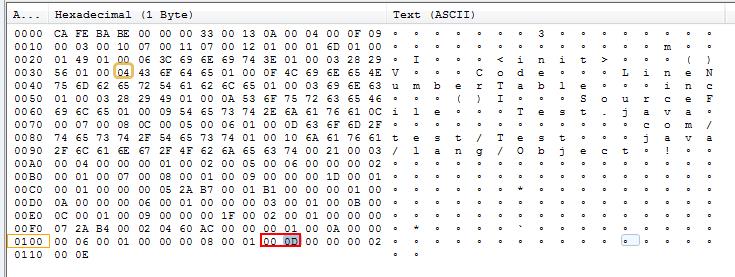 A... Hexadecimal (1 Byte) Text (ASCII)
0000 CA FE BA BE 00 00 00 33 00 13 0A 00 04 00 0F 09 ∘ ∘ ∘ ∘ ∘ ∘ ∘ 3 ∘ ∘ ∘ ∘ ∘ ∘ ∘ ∘
0010 00 03 00 10 07 00 11 07 00 12 01 00 01 6D 01 00 ∘ ∘ ∘ ∘ ∘ ∘ ∘ ∘ ∘ ∘ ∘ ∘ ∘ m ∘ ∘
0020 01 49 01 00 06 3C 69 6E 69 74 3E 01 00 03 28 29 ∘ I ∘ ∘ ∘ < i n i t > ∘ ∘ ∘ ( )
0030 56 01 00 04 43 6F 64 65 01 00 0F 4C 69 6E 65 4E V ∘ ∘ ∘ C o d e ∘ ∘ ∘ L i n e N
0040 75 6D 62 65 72 54 61 62 6C 65 01 00 03 69 6E 63 u m b e r T a b l e ∘ ∘ ∘ i n c
0050 01 00 03 28 29 49 01 00 0A 53 6F 75 72 63 65 46 ∘ ∘ ∘ ( ) I ∘ ∘ ∘ S o u r c e F
0060 69 6C 65 01 00 09 54 65 73 74 2E 6A 61 76 61 0C i l e ∘ ∘ ∘ T e s t . j a v a ∘
0070 00 07 00 08 0C 00 05 00 06 01 00 0D 63 6F 6D 2F ∘ ∘ ∘ ∘ ∘ ∘ ∘ ∘ ∘ ∘ ∘ ∘ c o m /
0080 74 65 73 74 2F 54 65 73 74 01 00 10 6A 61 76 61 t e s t / T e s t ∘ ∘ ∘ j a v a
0090 2F 6C 61 6E 67 2F 4F 62 6A 65 63 74 00 21 00 03 / l a n g / O b j e c t ∘ ! ∘ ∘
00A0 00 04 00 00 00 01 00 02 00 05 00 06 00 00 00 02 ∘ ∘ ∘ ∘ ∘ ∘ ∘ ∘ ∘ ∘ ∘ ∘ ∘ ∘ ∘ ∘
00B0 00 01 00 07 00 08 00 01 00 09 00 00 00 1D 00 01 ∘ ∘ ∘ ∘ ∘ ∘ ∘ ∘ ∘ ∘ ∘ ∘ ∘ ∘ ∘ ∘
00C0 00 01 00 00 00 05 2A B7 00 01 B1 00 00 00 01 00 ∘ ∘ ∘ ∘ ∘ ∘ * ∘ ∘ ∘ ∘ ∘ ∘ ∘ ∘ ∘
00D0 0A 00 00 00 06 00 01 00 00 00 03 00 01 00 0B 00 ∘ ∘ ∘ ∘ ∘ ∘ ∘ ∘ ∘ ∘ ∘ ∘ ∘ ∘ ∘ ∘
00E0 0C 00 01 00 09 00 00 00 1F 00 02 00 01 00 00 00 ∘ ∘ ∘ ∘ ∘ ∘ ∘ ∘ ∘ ∘ ∘ ∘ ∘ ∘ ∘ ∘
00F0 07 2A B4 00 02 04 60 AC 00 00 00 01 00 0A 00 00 ∘ * ∘ ∘ ∘ ∘ ` ∘ ∘ ∘ ∘ ∘ ∘ ∘ ∘ ∘
0100 00 06 00 01 00 00 00 08 00 01 00 0D 00 00 00 02 ∘ ∘ ∘ ∘ ∘ ∘ ∘ ∘ ∘ ∘ ∘ ∘ ∘ ∘ ∘ ∘
0110 00 0E ∘ ∘